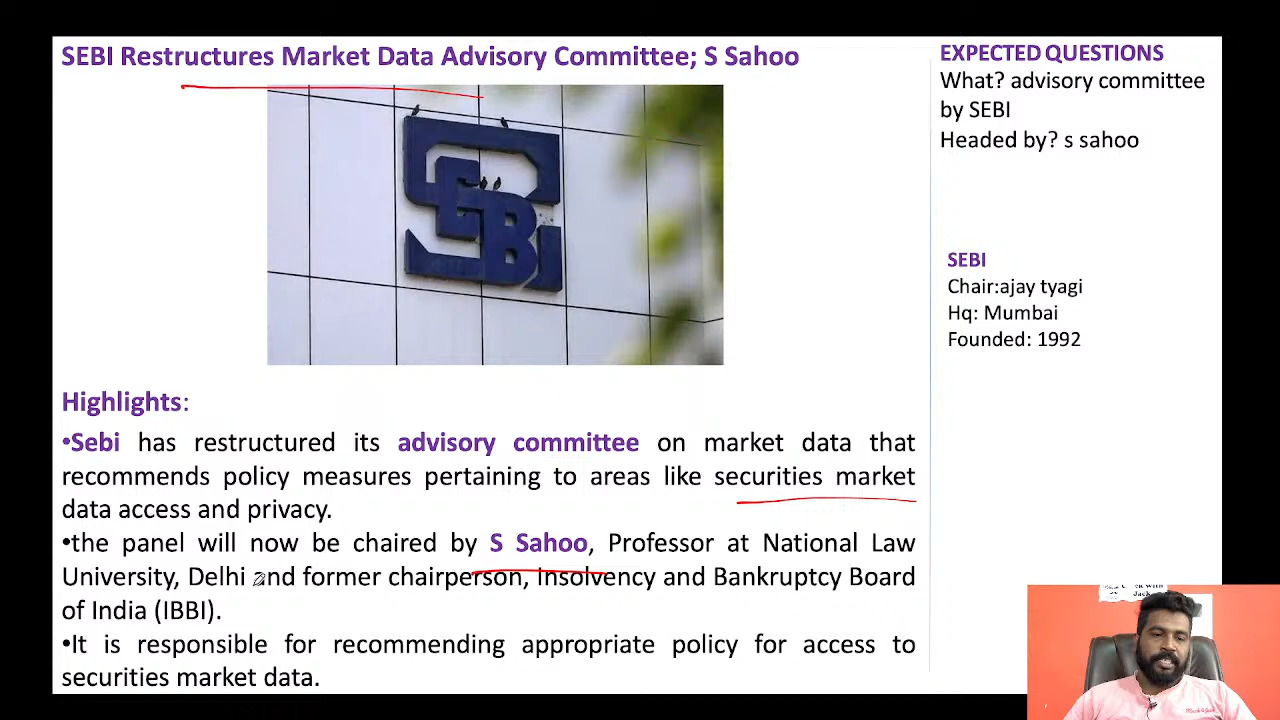 SEBI Restructures Market Data Advisory Committee; S Sahoo
SEBI
Highlights:
•Sebi has restructured its advisory committee on market data that
recommends policy measures pertaining to areas like securities market
data access and privacy.
•the panel will now be chaired by S Sahoo, Professor at National Law
University, Delhi and former chairperson, Insolvency and Bankruptcy Board
of India (IBBI).
•It is responsible for recommending appropriate policy for access to
securities market data.
EXPECTED QUESTIONS
What? advisory committee
by SEBI
Headed by? s sahoo
SEBI
Chair:ajay tyagi
Hq: Mumbai
Founded: 1992
with
Jack